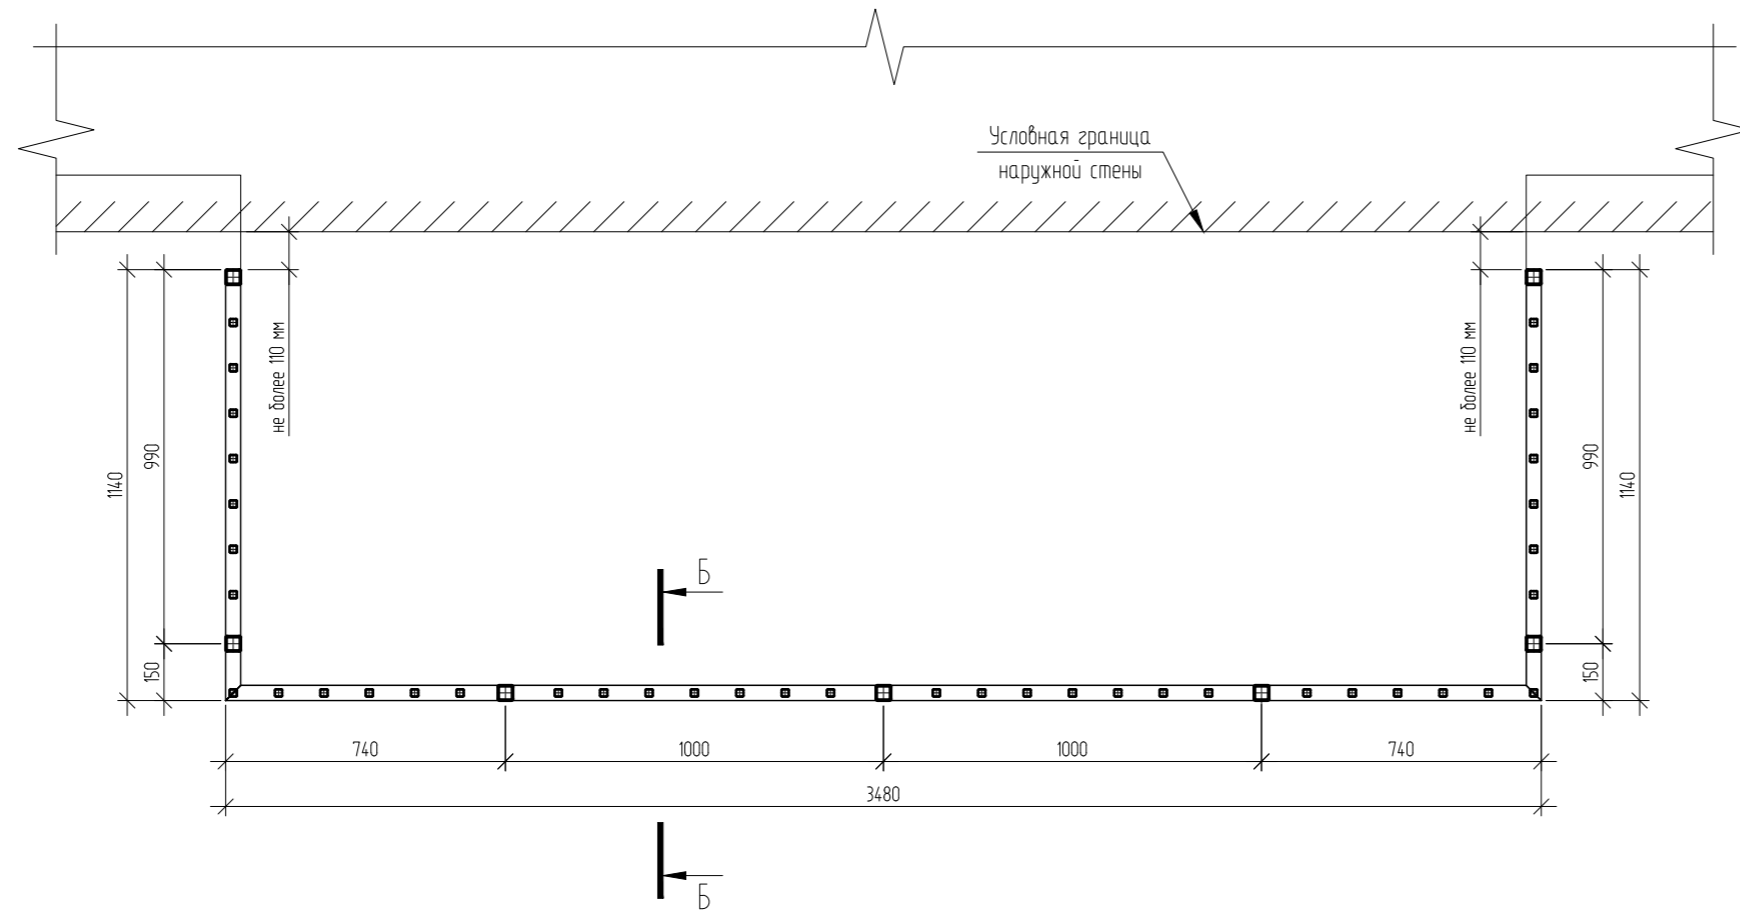 Условная граница
наружной стены
не более 110 мм
не более 110 мм
1140
990
150
990
1140
150
Б
740
1000
1000
740
3480
Б